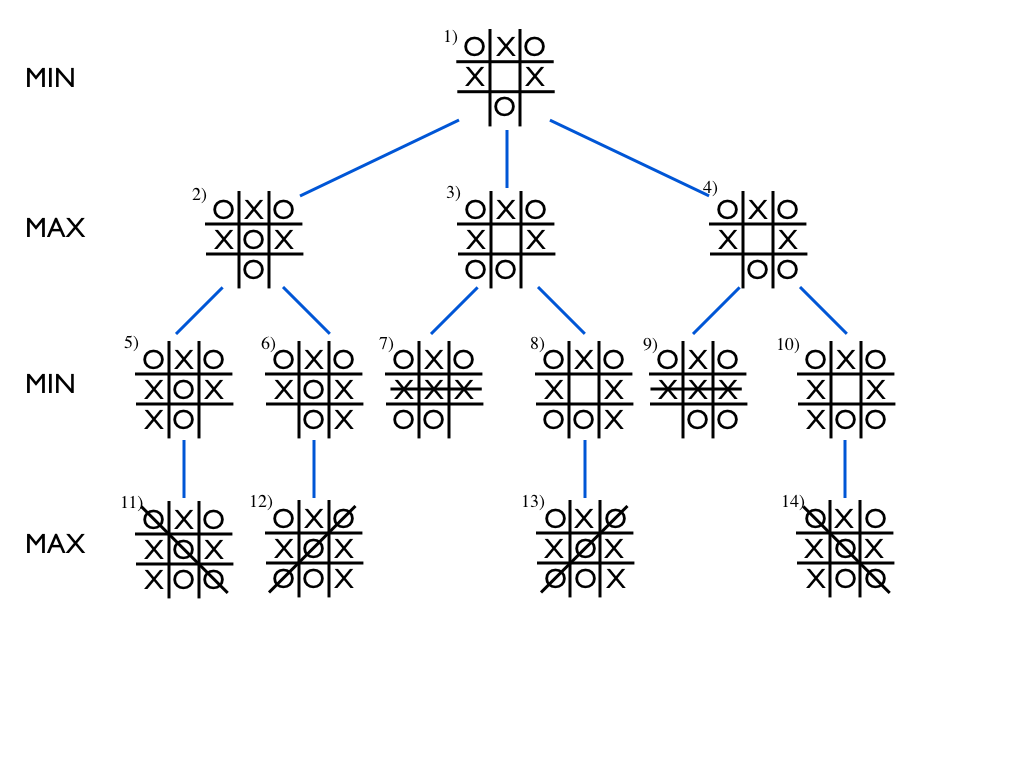 1) O X O
MIN X X
O
2) O X O 3) O X O 4) O X O
MAX X O X X X X X
O O O O O
5) O X O 6) O X O 7) O X O 8) O X O 9) O X O 10) O X O
MIN X O X X O X X X X X X X X X X X
X O O X O O O O X O O X O O
11) O X O 12) O X O 13) O X O 14) O X O
MAX X O X X O X X O X X O X
X O O O O X O O X X O O